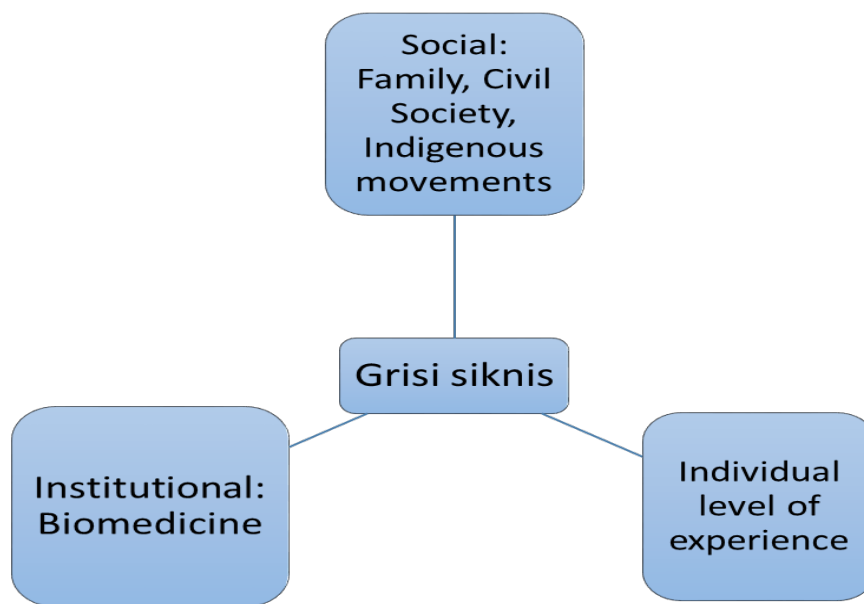 Social:
Family, Civil
Society,
Indigenous
movements
Grisi siknis
Institutional:
Biomedicine
Individual
level of
experience